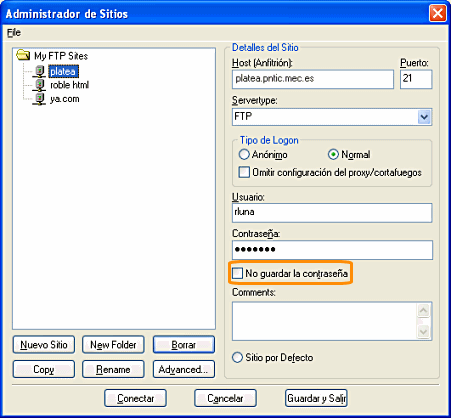 Administrador de Sitios
File
My FTP Sites
platea
roble html
ya.com
Nuevo Sitio
New Folder
Borrar
Copy
Rename
Advanced...
Detalles del Sitio
Host (Anfitrión):
Puerto:
platea.pntic.mec.es
21
Servertype:
FTP
Tipo de Logon
Anónimo
Normal
Omitir configuración del proxy/cortafuegos
Usuario:
rluna
Contraseña:
●●●●●●●
No guardar la contraseña
Comments:
Sitio por Defecto
Conectar
Cancelar
Guardar y Salir